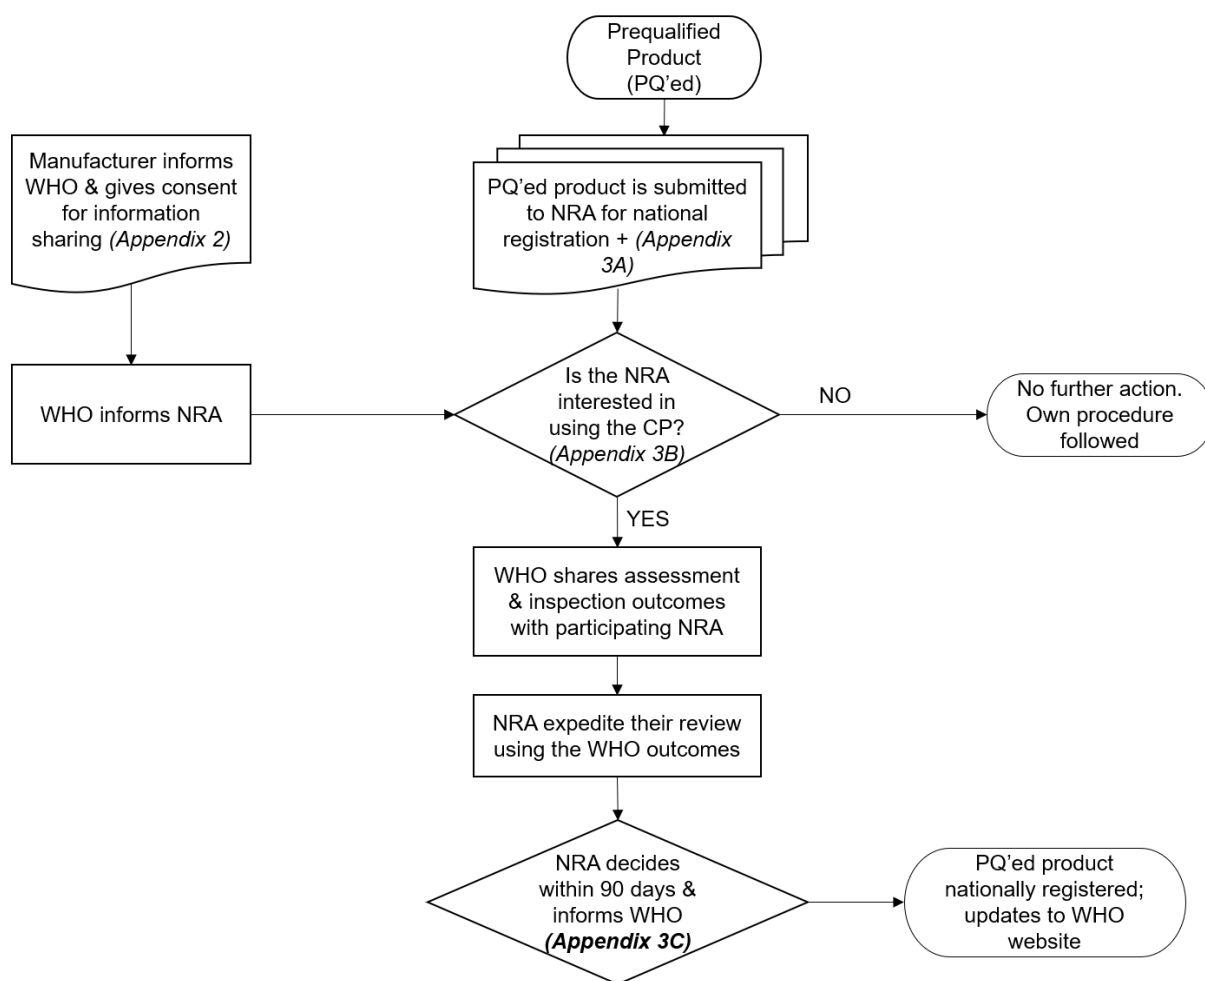 Prequalified
Product
(PQ'ed)
Manufacturer informs
WHO & gives consent
for information
sharing (Appendix 2)
PQ'ed product is submitted
to NRA for national
registration + (Appendix
3A)
WHO informs NRA
Is the NRA
interested in
using the CP?
(Appendix 3B)
NO
No further action.
Own procedure
followed
YES
WHO shares assessment
& inspection outcomes
with participating NRA
NRA expedite their review
using the WHO outcomes
NRA decides
within 90 days &
informs WHO
(Appendix 3C)
PQ'ed product
nationally registered;
updates to WHO
website